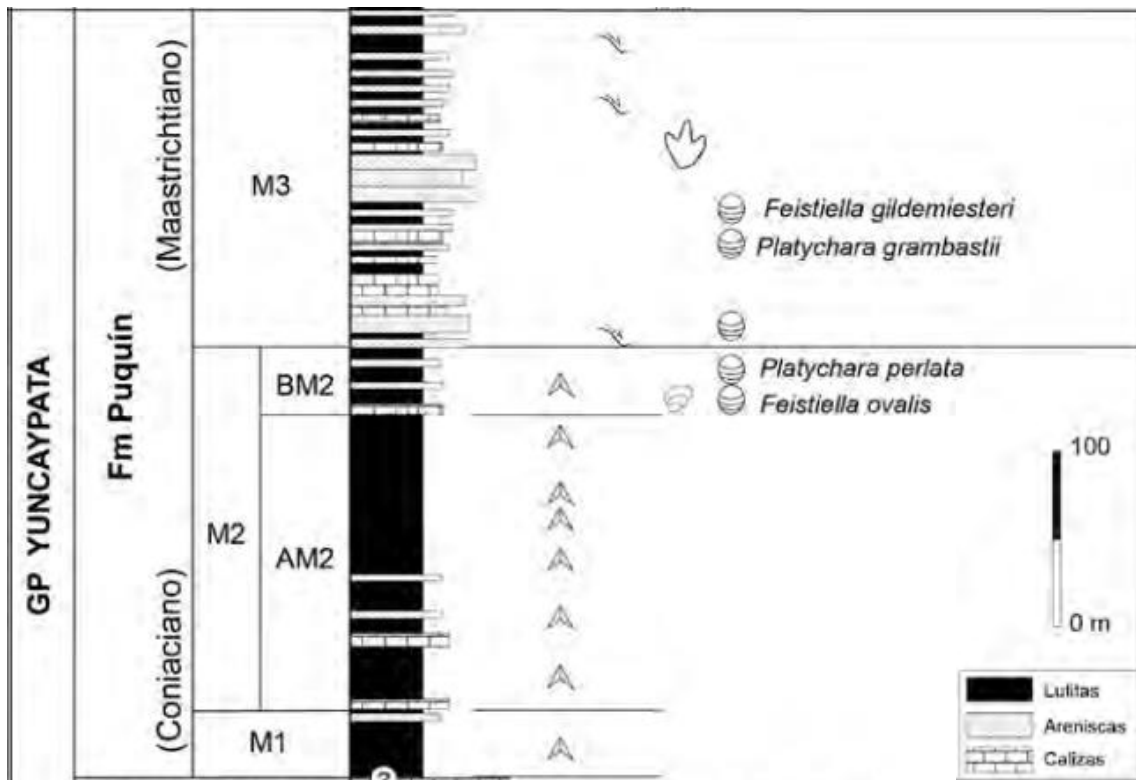 GP YUNCAYPATA
Fm Puquín
(Maastrichtiano)
(Coniaciano)
M3
M2
BM2
AM2
M1
Feistiella gildemiesteri
Platychara grambastii
Platychara perlata
Feistiella ovalis
100
0 m
Lulitas
Areniscas
Calizas
?